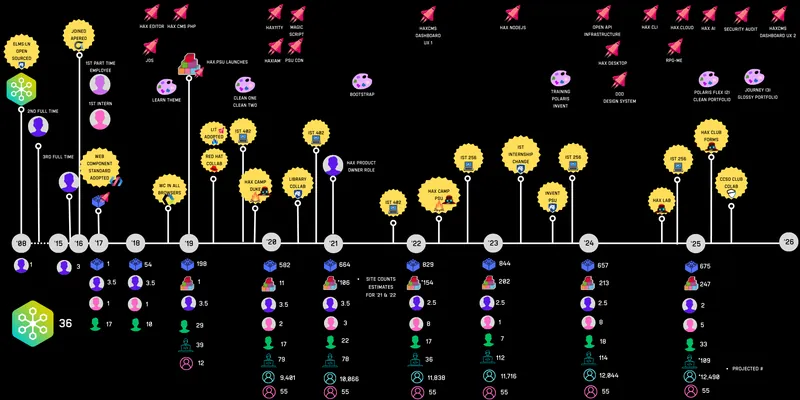 HAX EDITOR
HAX CMS PHP
HAXIFY
MAGIC
SCRIPT
HAXCMS
DASHBOARD
UX 1
HAX NODEJS
OPEN API
INFRASTRUCTURE
HAX CLI
HAX.CLOUD
HAX AI
SECURITY AUDIT
HAXCMS
DASHBOARD UX 2
ELMS:LN
OPEN
SOURCED
JOINED
APEREO
JOS
HAX PSU LAUNCHES
HAXIAM
PSU CDN
HAX DESKTOP
RPG-ME
1ST PART TIME
EMPLOYEE
LEARN THEME
CLEAN ONE
CLEAN TWO
BOOTSTRAP
TRAINING
POLARIS
INVENT
DDD
DESIGN SYSTEM
POLARIS FLEX (2)
CLEAN PORTFOLIO
JOURNEY (3)
GLOSSY PORTFOLIO
1ST INTERN
2ND FULL TIME
3RD FULL TIME
WEB
COMPONENT
STANDARD
ADOPTED
WC IN ALL
BROWSERS
LIT
ADOPTED
RED HAT
COLLAB
IST 402
HAX CAMP
DUKE
LIBRARY
COLLAB
IST 402
HAX PRODUCT
OWNER ROLE
IST 402
HAX CAMP
PSU
IST 256
IST
INTERNSHIP
CHANGE
INVENT
PSU
IST 256
HAX LAB
IST 256
HAX CLUB
FORMS
CCSO CLUB
COLAB
'08
'15
'16
'17
'18
'19
'20
'21
'22
'23
'24
'25
'26
1
3
1
54
198
582
664
829
844
657
675
SITE COUNTS
ESTIMATES
FOR '21 & '22
3.5
3.5
1
11
*106
*154
202
213
247
1
1
3.5
3.5
3.5
2.5
2.5
2.5
2
36
17
10
29
2
3
8
1
8
5
39
17
22
17
7
18
33
12
79
78
36
112
114
*109
9,401
10,066
11,838
11,716
12,044
*12,490
PROJECTED #
55
55
55
55
55
55